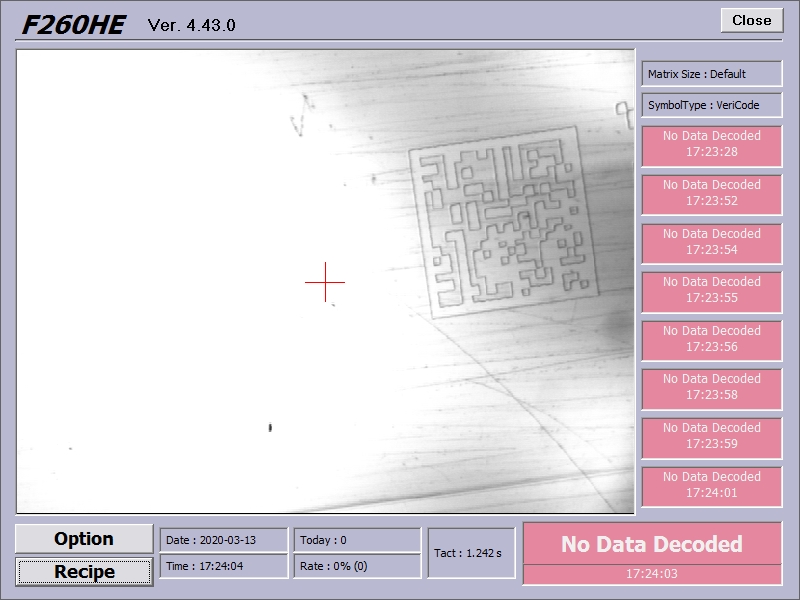 F260HE Ver. 4.43.0
Close
Matrix Size : Default
SymbolType : VeriCode
No Data Decoded
17:23:28
No Data Decoded
17:23:52
No Data Decoded
17:23:54
No Data Decoded
17:23:55
No Data Decoded
17:23:56
No Data Decoded
17:23:58
No Data Decoded
17:23:59
No Data Decoded
17:24:01
Option
Recipe
Date : 2020-03-13
Time : 17:24:04
Today : 0
Rate : 0% (0)
Tact : 1.242 s
No Data Decoded
17:24:03